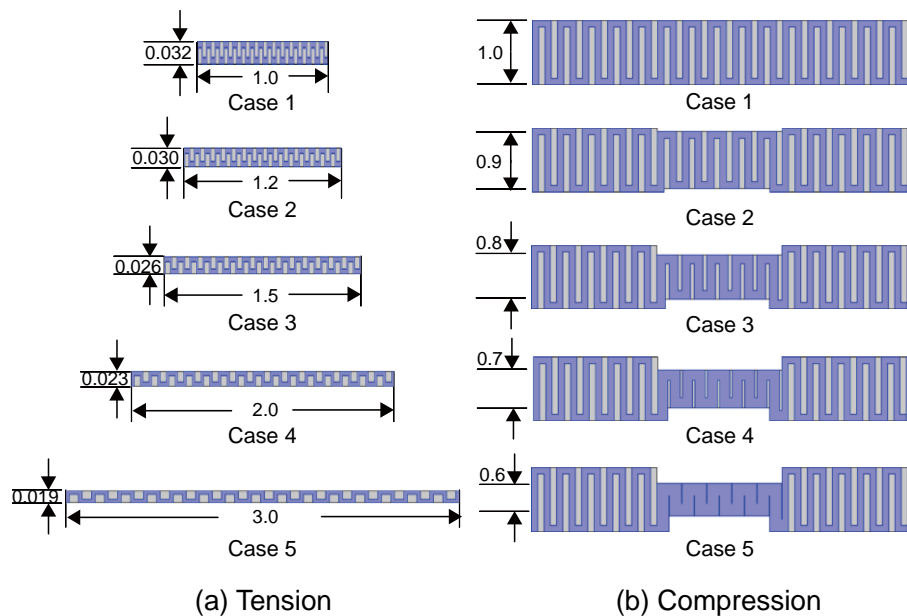 0.032
1.0
Case 1
0.030
1.2
Case 2
0.026
1.5
Case 3
0.023
2.0
Case 4
0.019
3.0
Case 5
(a) Tension
1.0
Case 1
0.9
Case 2
0.8
Case 3
0.7
Case 4
0.6
Case 5
(b) Compression